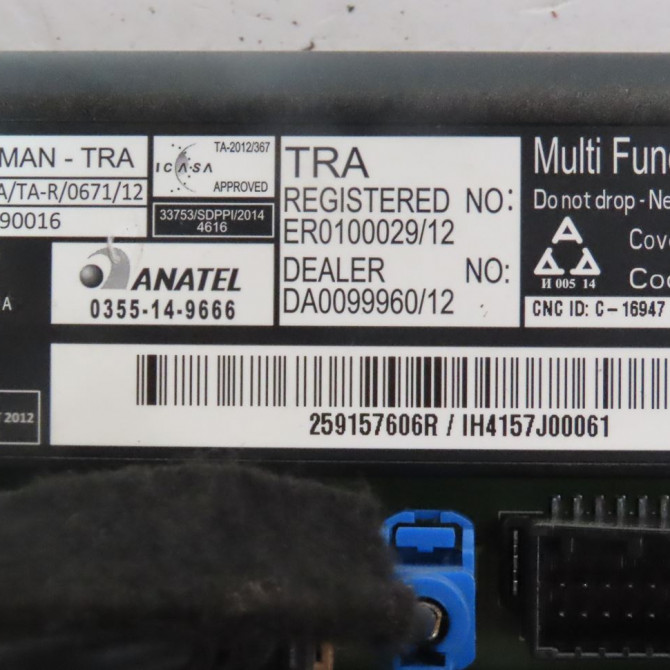 MAN - TRA
A/TA-R/0671/12
90016
ICASA
TA-2012/367
APPROVED
33753/SDPPI/2014
4616
ANATEL
0355-14-9666
TRA
REGISTERED NO:
ER0100029/12
DEALER NO:
DA0099960/12
Multi Func
Do not drop - Ne
Cove
Co
И 005 14
CNC ID: C-16947
A
2012
259157606R / IH4157J00061